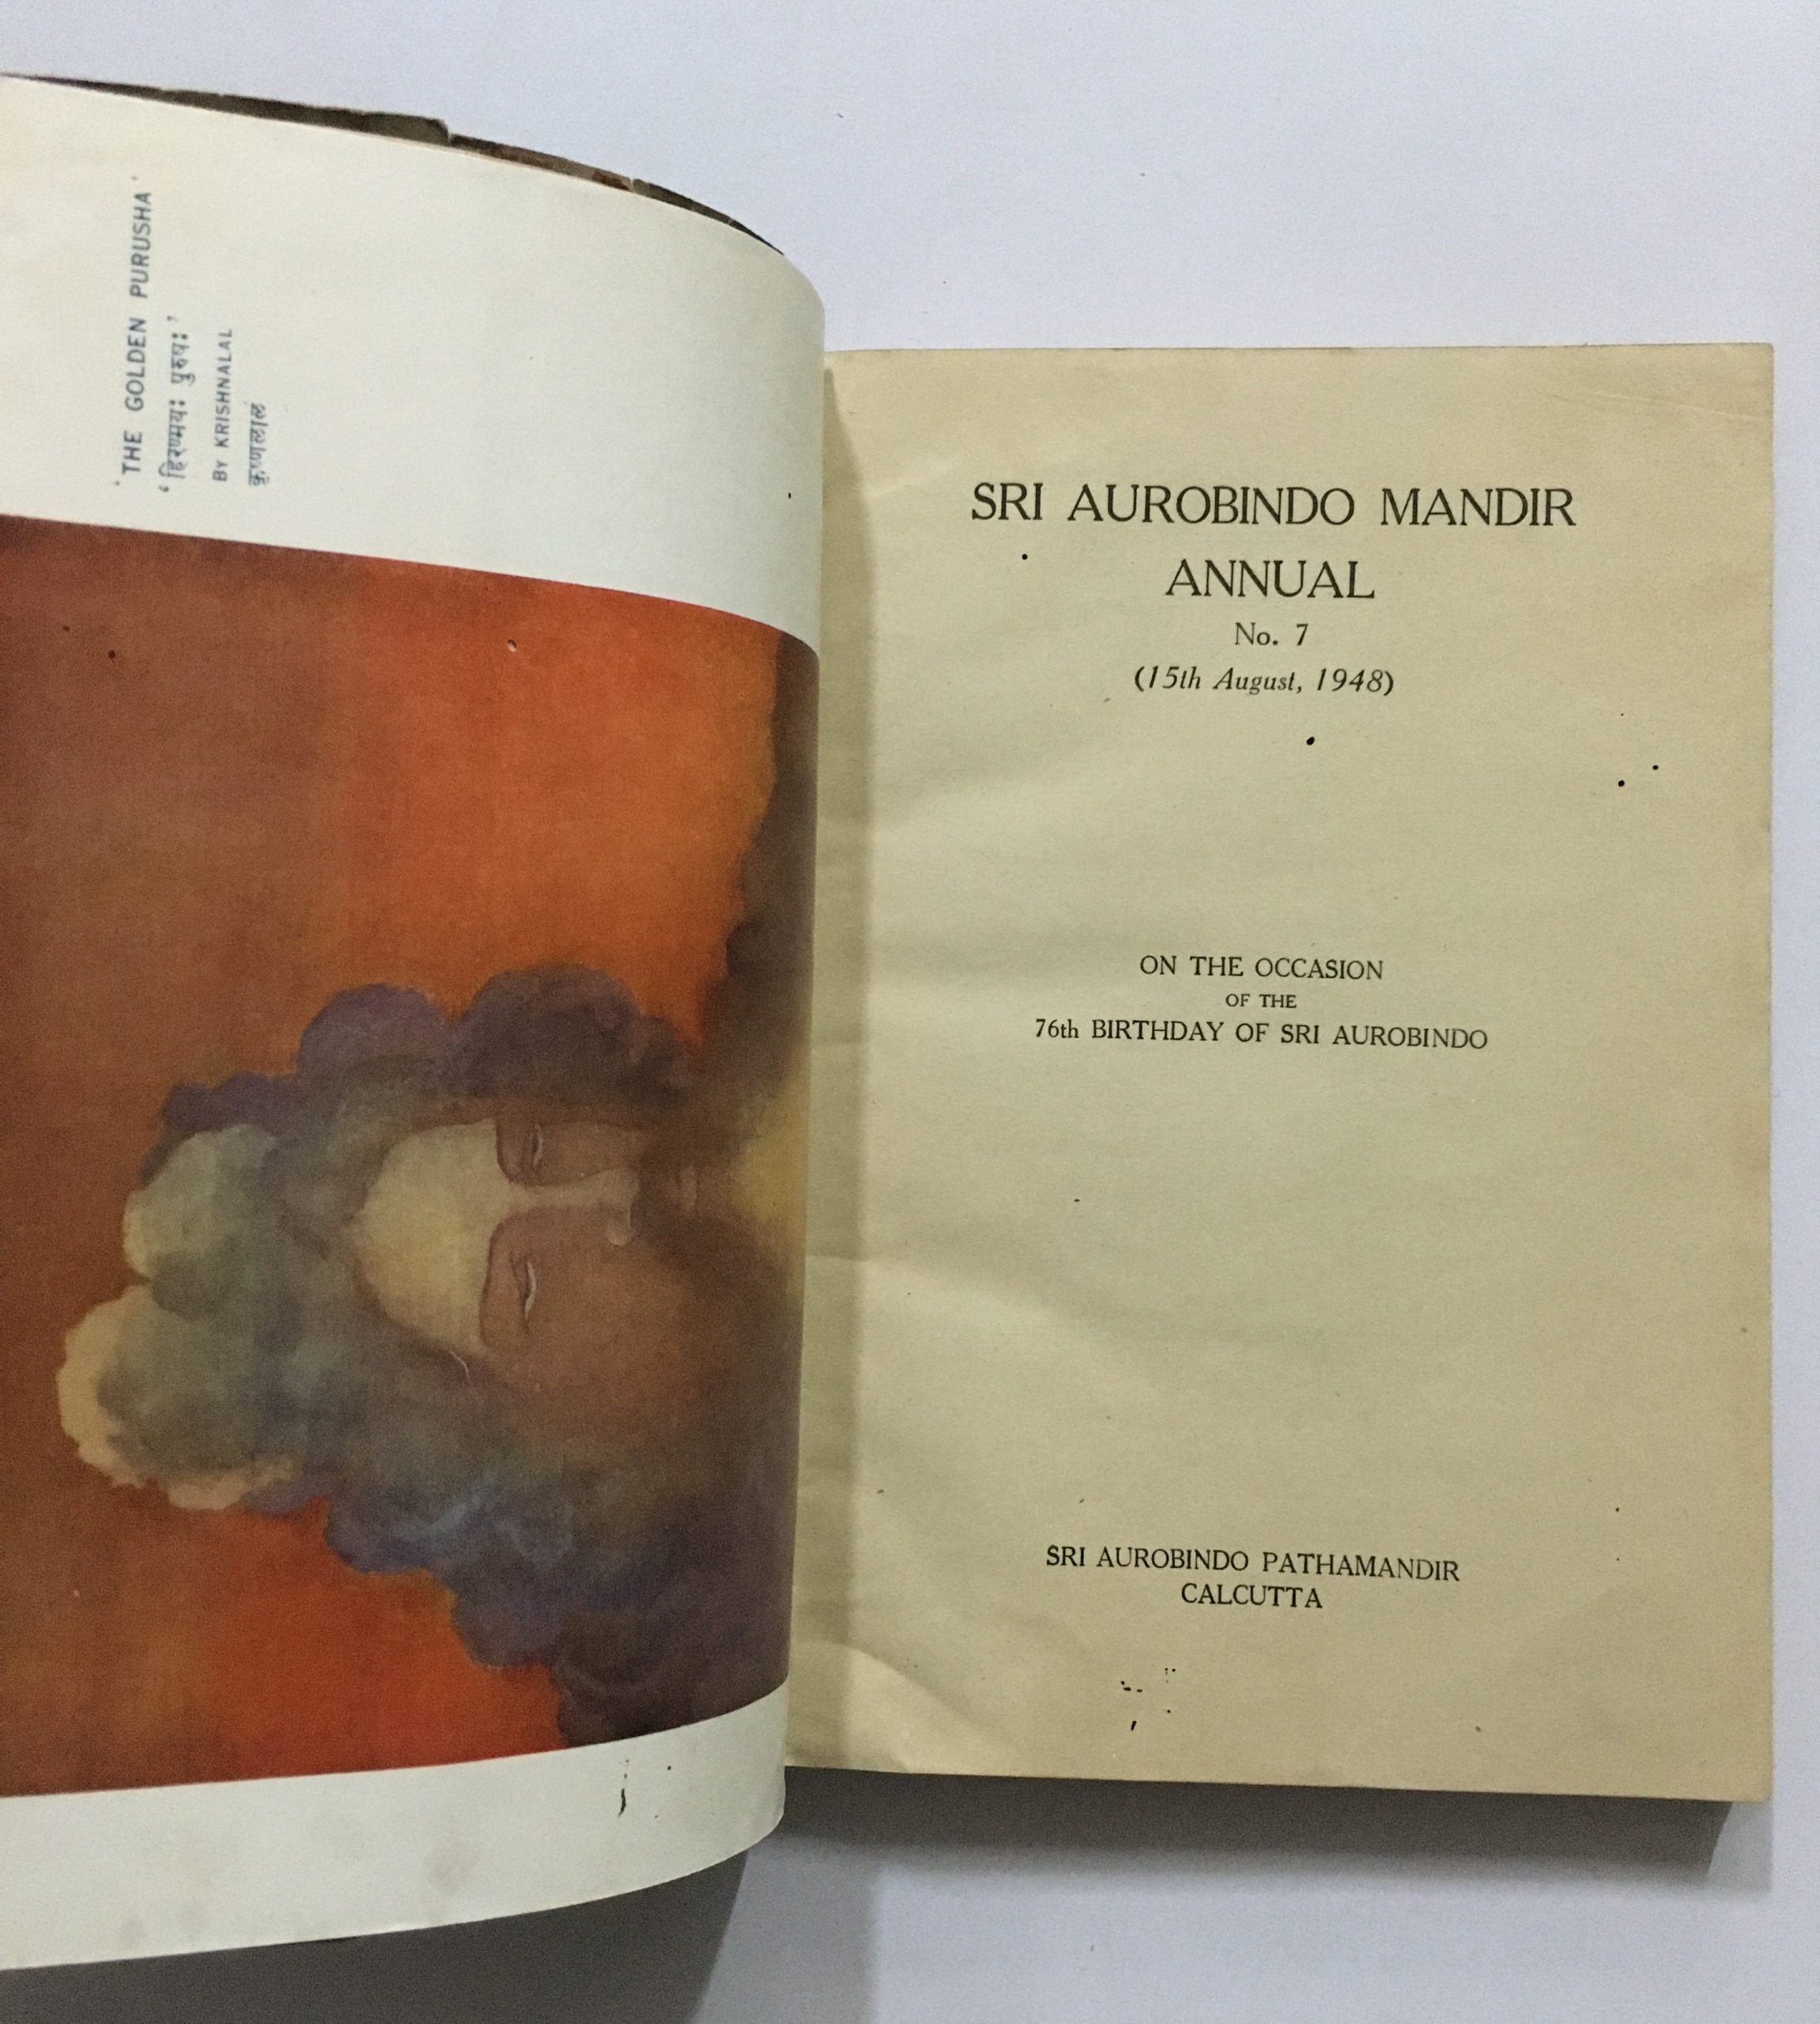 'THE GOLDEN PURUSHA'
'हिरण्मयः पुरुषः'
BY KRISHNALAL
कृष्णलाल
SRI AUROBINDO MANDIR
ANNUAL
No. 7
(15th August, 1948)
ON THE OCCASION
OF THE
76th BIRTHDAY OF SRI AUROBINDO
SRI AUROBINDO PATHAMANDIR
CALCUTTA